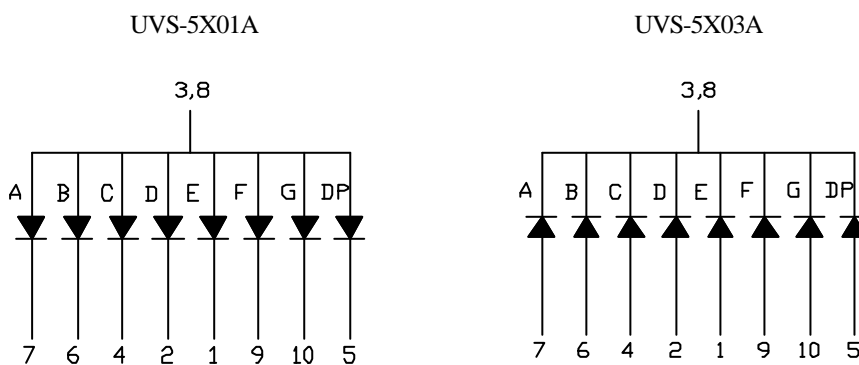 UVS-5X01A UVS-5X03A
3,8 3,8
A B C D E F G DP A B C D E F G DP
7 6 4 2 1 9 10 5 7 6 4 2 1 9 10 5